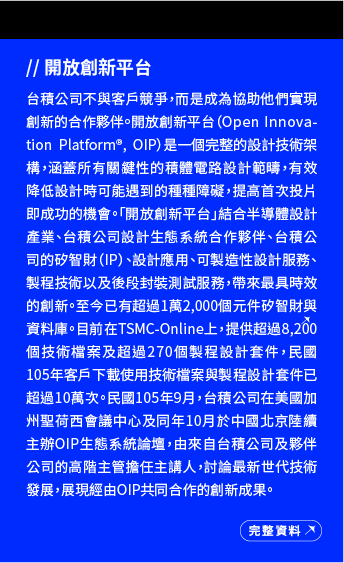 // 開放創新平台
台積公司不與客戶競爭，而是成為協助他們實現
創新的合作夥伴。開放創新平台（Open Innova-
tion Platform®, OIP）是一個完整的設計技術架
構，涵蓋所有關鍵性的積體電路設計範疇，有效
降低設計時可能遇到的種種障礙，提高首次投片
即成功的機會。「開放創新平台」結合半導體設計
產業、台積公司設計生態系統合作夥伴、台積公
司的矽智財（IP）、設計應用、可製造性設計服務、
製程技術以及後段封裝測試服務，帶來最具時效
的創新。至今已有超過1萬2,000個元件矽智財與
資料庫。目前在TSMC-Online上，提供超過8,200
個技術檔案及超過270個製程設計套件，民國
105年客戶下載使用技術檔案與製程設計套件已
超過10萬次。民國105年9月，台積公司在美國加
州聖荷西會議中心及同年10月於中國北京陸續
主辦OIP生態系統論壇，由來自台積公司及夥伴
公司的高階主管擔任主講人，討論最新世代技術
發展，展現經由OIP共同合作的創新成果。
完整資料